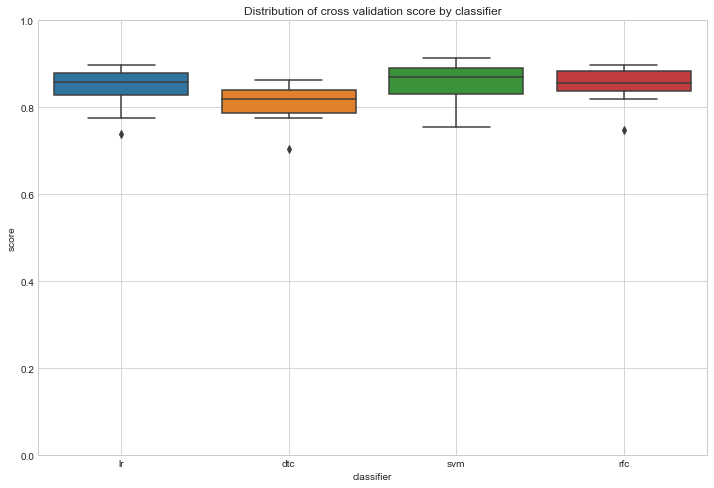 Distribution of cross validation score by classifier
1.0
0.8
0.6
0.4
0.2
0.0
score
lr dtc svm rfc
classifier